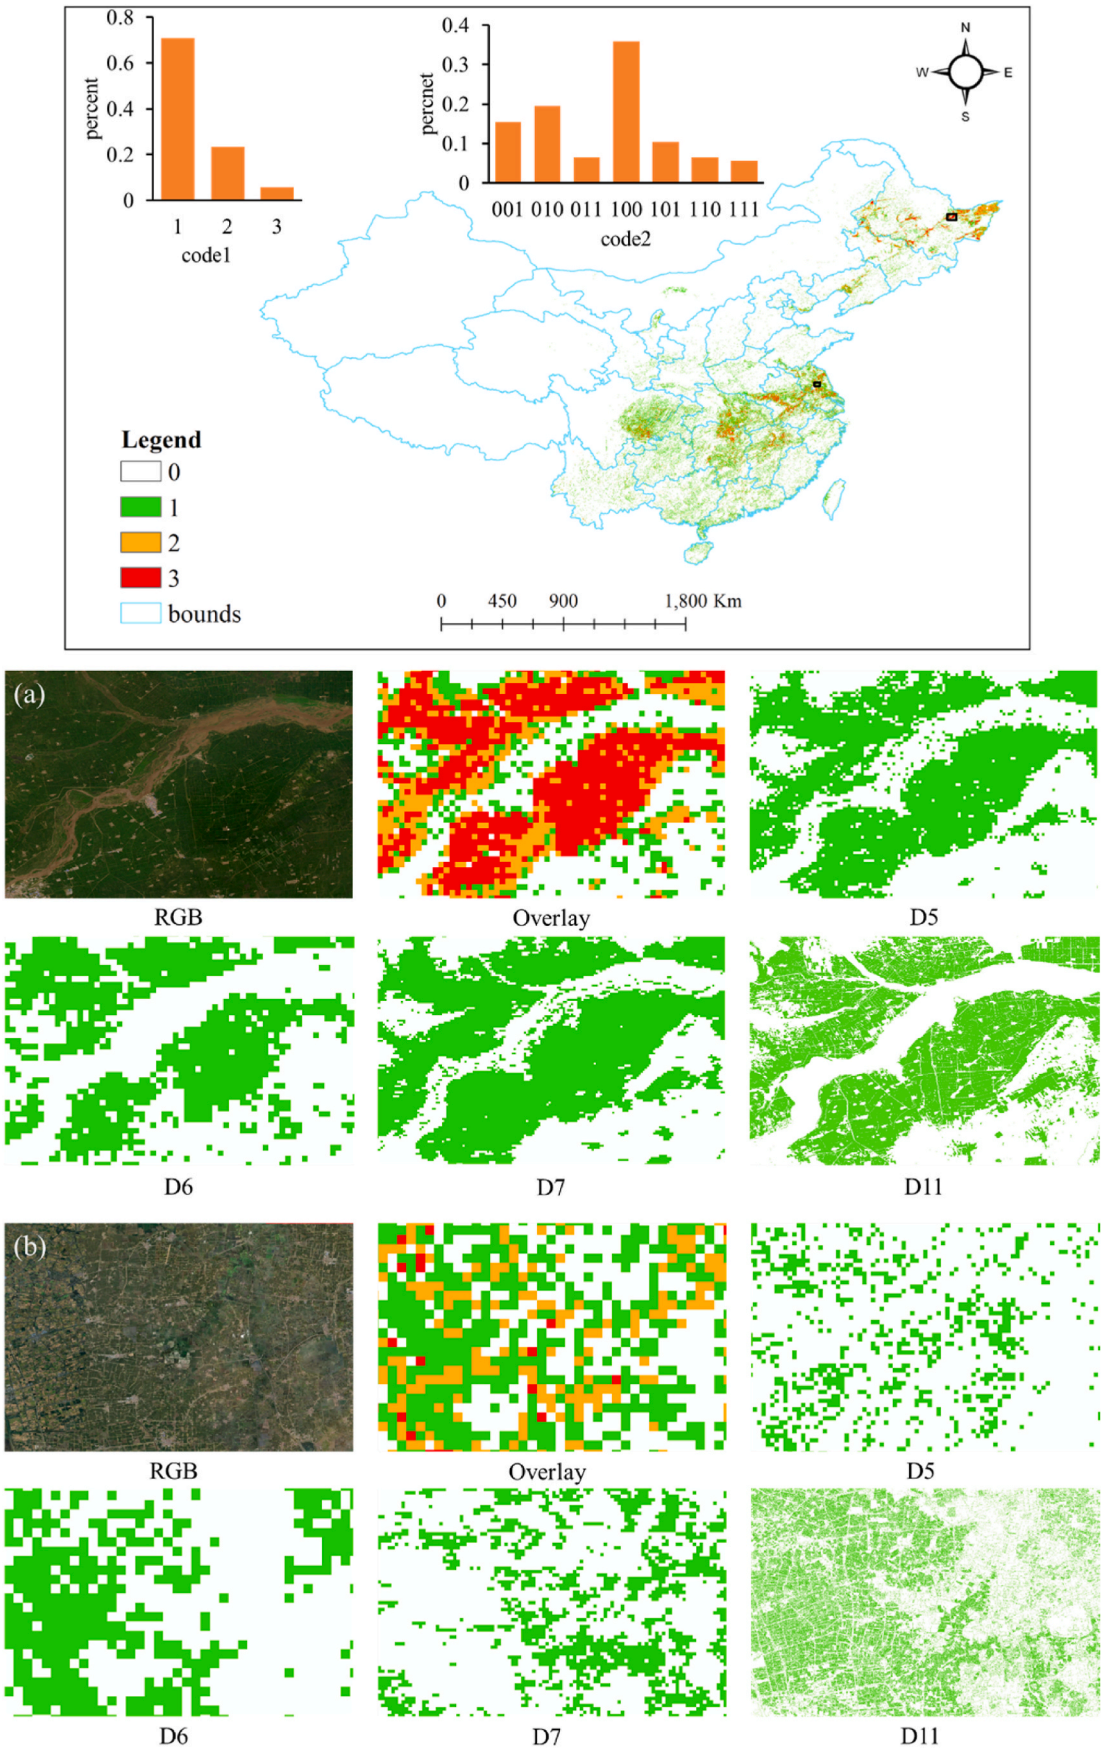 0.8
0.6
0.4
0.2
0
percent
1 2 3
code1
0.4
0.3
0.2
0.1
0
percnet
001 010 011 100 101 110 111
code2
N
W E
S
Legend
0
1
2
3
bounds
0 450 900 1,800 Km
(a)
RGB Overlay D5
D6 D7 D11
(b)
RGB Overlay D5
D6 D7 D11